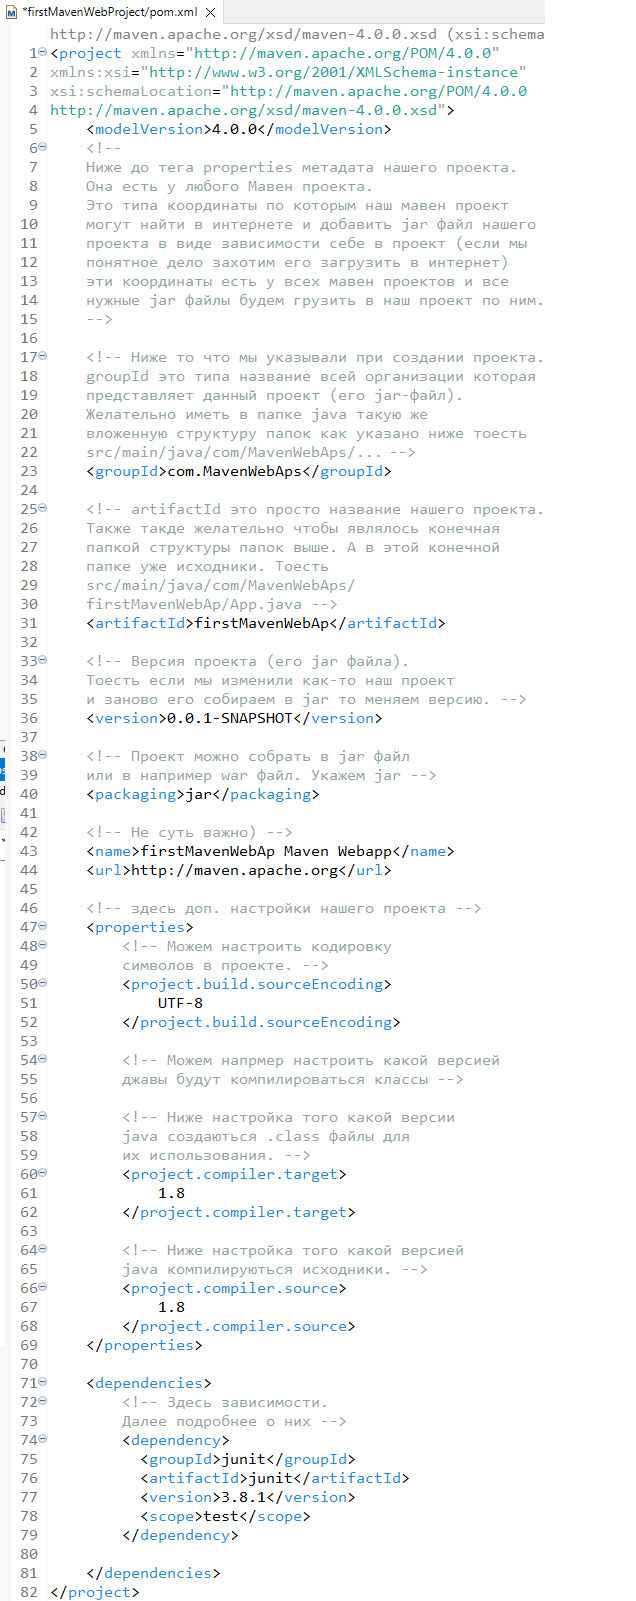 *firstMavenWebProject/pom.xml
http://maven.apache.org/xsd/maven-4.0.0.xsd (xsi:schema
1 <project xmlns="http://maven.apache.org/POM/4.0.0"
2 xmlns:xsi="http://www.w3.org/2001/XMLSchema-instance"
3 xsi:schemaLocation="http://maven.apache.org/POM/4.0.0
4 http://maven.apache.org/xsd/maven-4.0.0.xsd">
5 <modelVersion>4.0.0</modelVersion>
6 <!--
7 Ниже до тега properties метадата нашего проекта.
8 Она есть у любого Мавен проекта.
9 Это типа координаты по которым наш мавен проект
10 могут найти в интернете и добавить jar файл нашего
11 проекта в виде зависимости себе в проект (если мы
12 понятное дело захотим его загрузить в интернет)
13 эти координаты есть у всех мавен проектов и все
14 нужные jar файлы будем грузить в наш проект по ним.
15 -->
16
17 <!-- Ниже то что мы указывали при создании проекта.
18 groupId это типа название всей организации которая
19 представляет данный проект (его jar-файл).
20 Желательно иметь в папке java такую же
21 вложенную структуру папок как указано ниже тоесть
22 src/main/java/com/MavenWebAps/... -->
23 <groupId>com.MavenWebAps</groupId>
24
25 <!-- artifactId это просто название нашего проекта.
26 Также такде желательно чтобы являлось конечная
27 папкой структуры папок выше. А в этой конечной
28 папке уже исходники. Тоесть
29 src/main/java/com/MavenWebAps/
30 firstMavenWebAp/App.java -->
31 <artifactId>firstMavenWebAp</artifactId>
32
33 <!-- Версия проекта (его jar файла).
34 Тоесть если мы изменили как-то наш проект
35 и заново его собираем в jar то меняем версию. -->
36 <version>0.0.1-SNAPSHOT</version>
37
38 <!-- Проект можно собрать в jar файл
39 или в например war файл. Укажем jar -->
40 <packaging>jar</packaging>
41
42 <!-- Не суть важно) -->
43 <name>firstMavenWebAp Maven Webapp</name>
44 <url>http://maven.apache.org</url>
45
46 <!-- здесь доп. настройки нашего проекта -->
47 <properties>
48 <!-- Можем настроить кодировку
49 символов в проекте. -->
50 <project.build.sourceEncoding>
51 UTF-8
52 </project.build.sourceEncoding>
53
54 <!-- Можем напрмер настроить какой версией
55 джавы будут компилироваться классы -->
56
57 <!-- Ниже настройка того какой версии
58 java создаються .class файлы для
59 их использования. -->
60 <project.compiler.target>
61 1.8
62 </project.compiler.target>
63
64 <!-- Ниже настройка того какой версией
65 java компилируються исходники. -->
66 <project.compiler.source>
67 1.8
68 </project.compiler.source>
69 </properties>
70
71 <dependencies>
72 <!-- Здесь зависимости.
73 Далее подробнее о них -->
74 <dependency>
75 <groupId>junit</groupId>
76 <artifactId>junit</artifactId>
77 <version>3.8.1</version>
78 <scope>test</scope>
79 </dependency>
80
81 </dependencies>
82 </project>